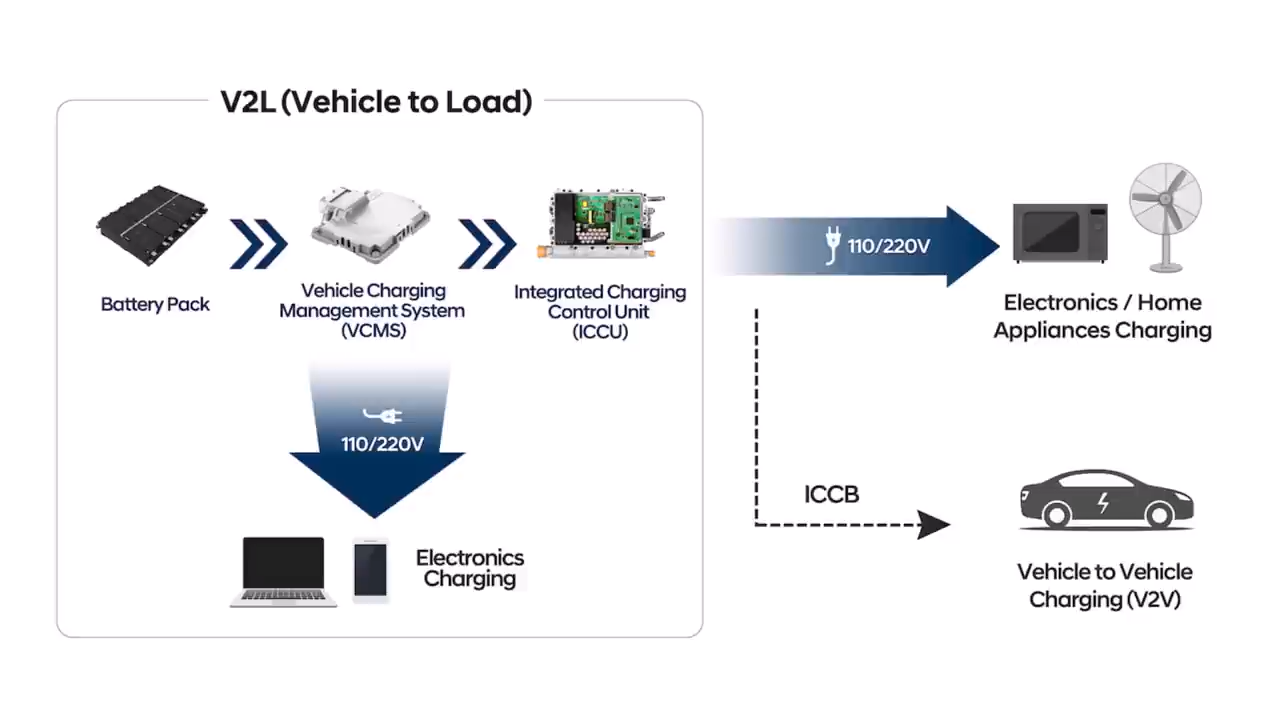 V2L (Vehicle to Load)
Battery Pack
Vehicle Charging
Management System
(VCMS)
Integrated Charging
Control Unit
(ICCU)
110/220V
Electronics / Home
Appliances Charging
110/220V
Electronics
Charging
ICCB
Vehicle to Vehicle
Charging (V2V)